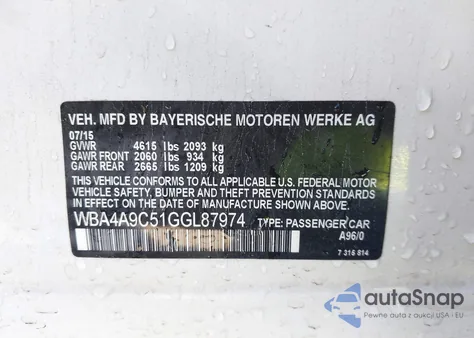 VEH. MFD BY BAYERISCHE MOTOREN WERKE AG
07/15
GVWR 4615 lbs 2093 kg
GAWR FRONT 2060 lbs 934 kg
GAWR REAR 2665 lbs 1209 kg
THIS VEHICLE CONFORMS TO ALL APPLICABLE
U.S. FEDERAL MOTOR
VEHICLE SAFETY, BUMPER AND THEFT PREVENTION
STANDARDS IN EFFECT ON THE DATE OF
MANUFACTURE SHOWN ABOVE.
WBA4A9C51GGL87974 TYPE: PASSENGER CAR
A96/0
7 315 814
autoSnap
Pewne auta z aukcji USA i EU